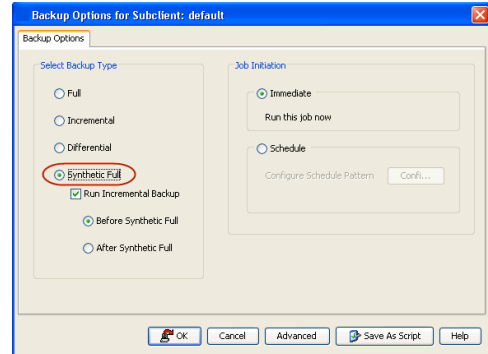 Backup Options for Subclient: default
Backup Options
Select Backup Type
Full
Incremental
Differential
Synthetic Full
Run Incremental Backup
Before Synthetic Full
After Synthetic Full
Job Initiation
Immediate
Run this job now
Schedule
Configure Schedule Pattern
Confi...
OK
Cancel
Advanced
Save As Script
Help